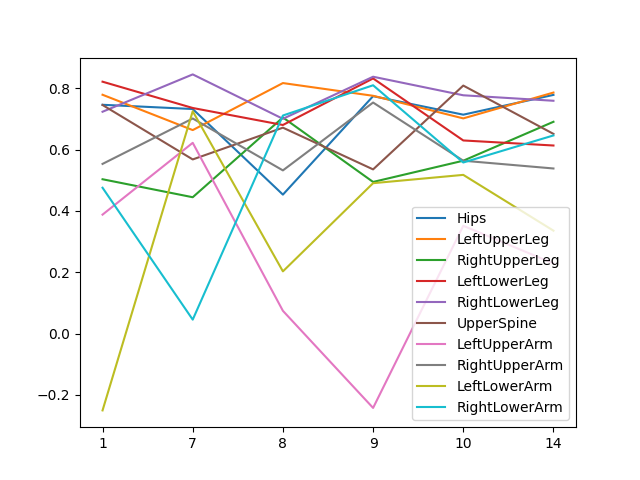 0.8
0.6
0.4
0.2
0.0
−0.2
1 7 8 9 10 14
Hips
LeftUpperLeg
RightUpperLeg
LeftLowerLeg
RightLowerLeg
UpperSpine
LeftUpperArm
RightUpperArm
LeftLowerArm
RightLowerArm